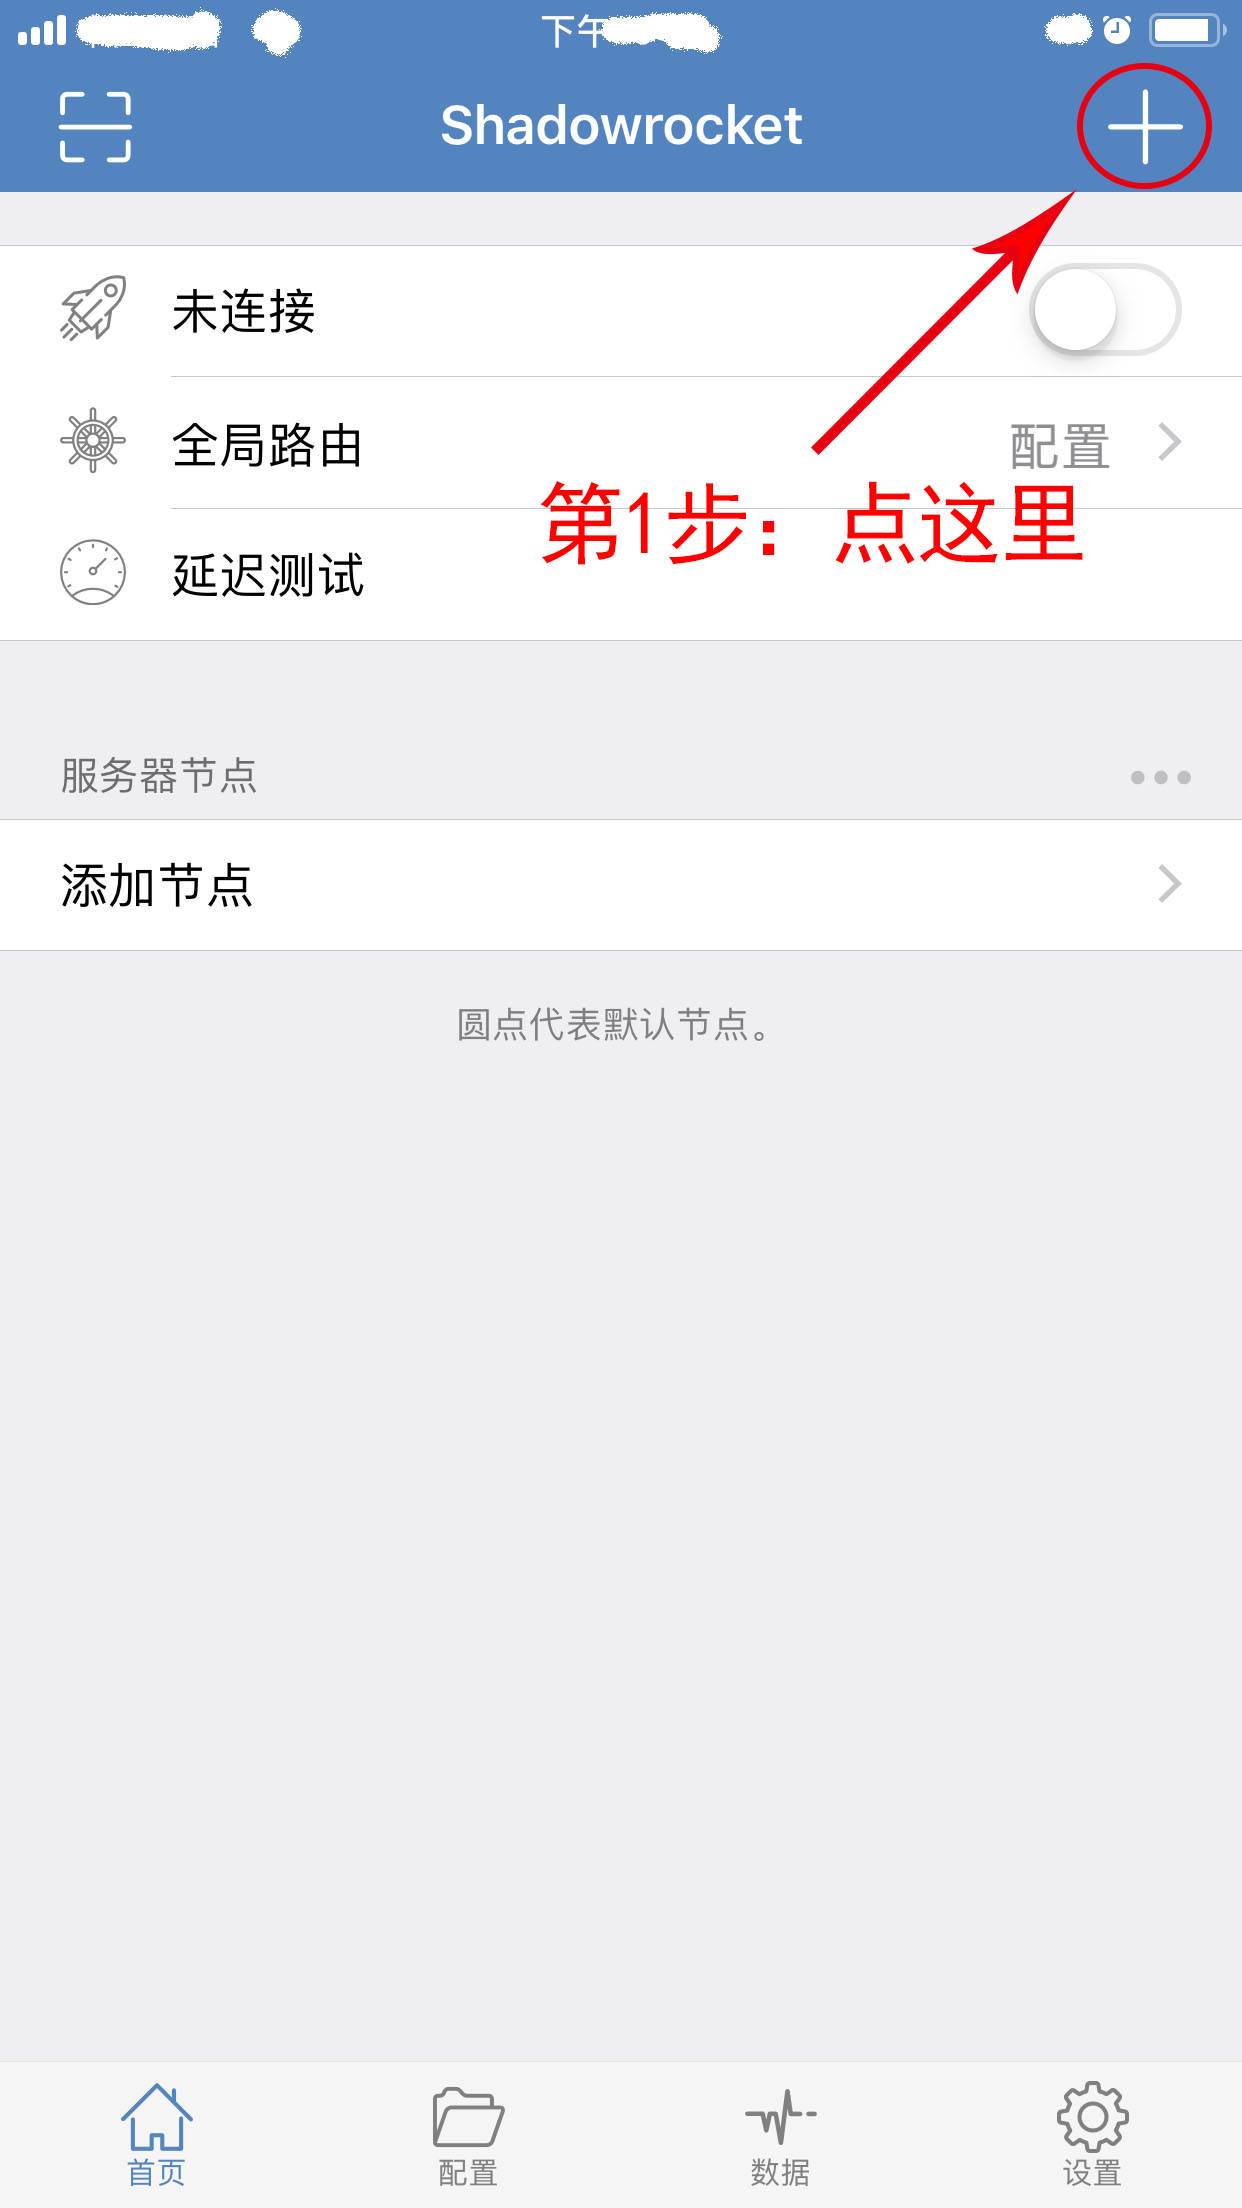 下午
Shadowrocket
未连接
全局路由 配置
第1步：点这里
延迟测试
服务器节点
添加节点
圆点代表默认节点。
首页 配置 数据 设置